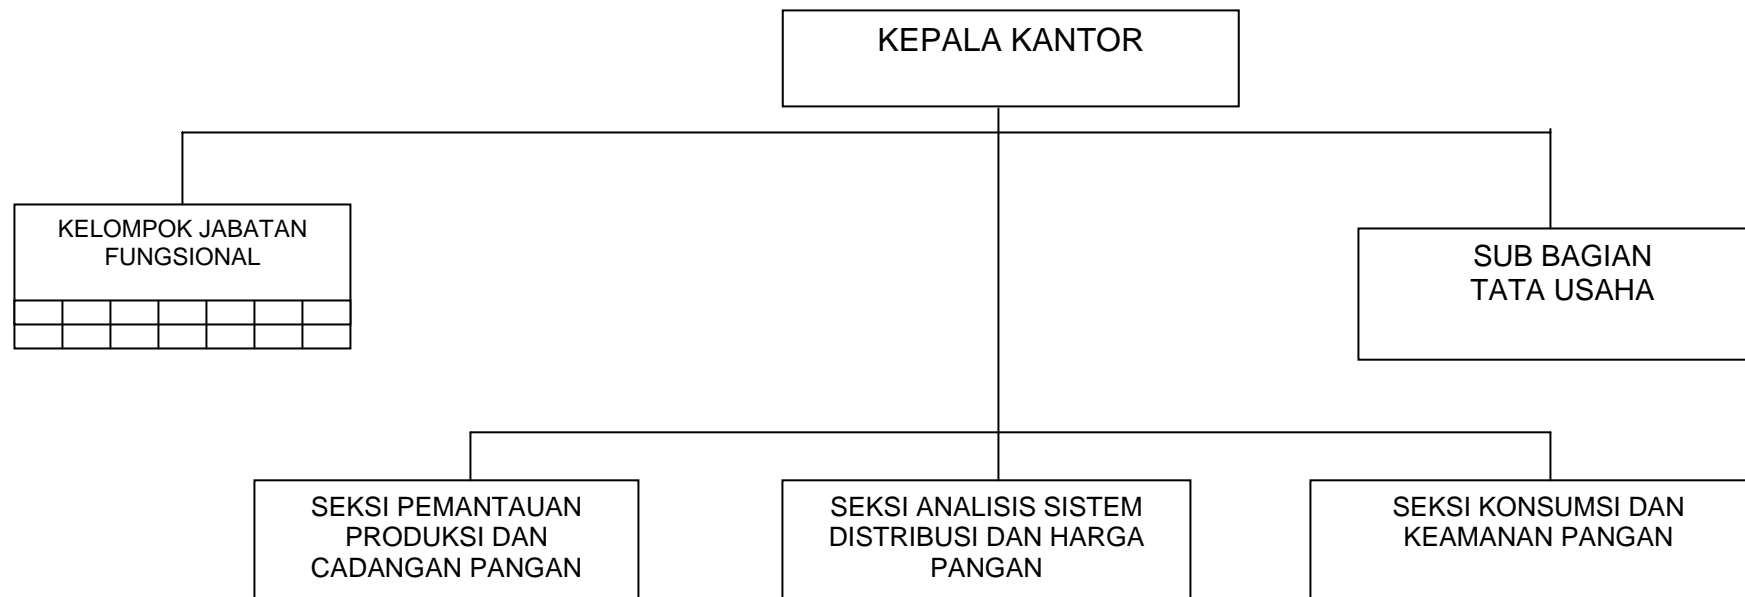 KEPALA KANTOR
KELOMPOK JABATAN
FUNGSIONAL
SUB BAGIAN
TATA USAHA
SEKSI PEMANTAUAN
PRODUKSI DAN
CADANGAN PANGAN
SEKSI ANALISIS SISTEM
DISTRIBUSI DAN HARGA
PANGAN
SEKSI KONSUMSI DAN
KEAMANAN PANGAN